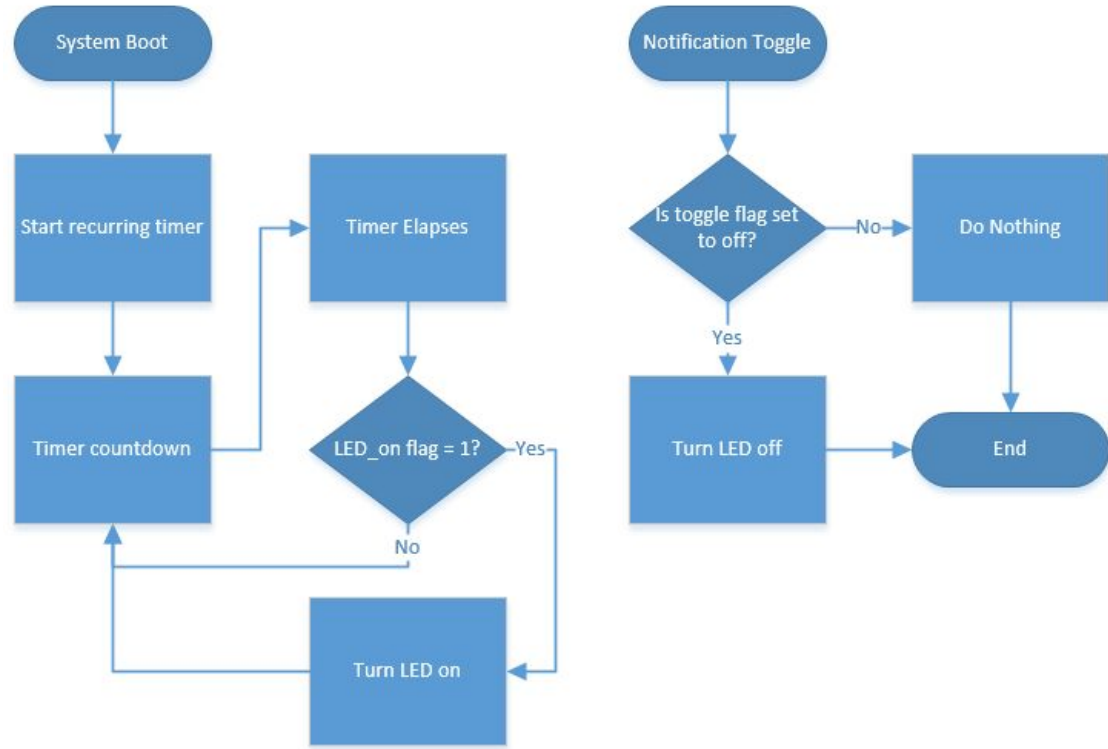 System Boot
Start recurring timer
Timer countdown
Timer Elapses
LED_on flag = 1?
Yes
No
Turn LED on
Notification Toggle
Is toggle flag set
to off?
No
Do Nothing
Yes
Turn LED off
End